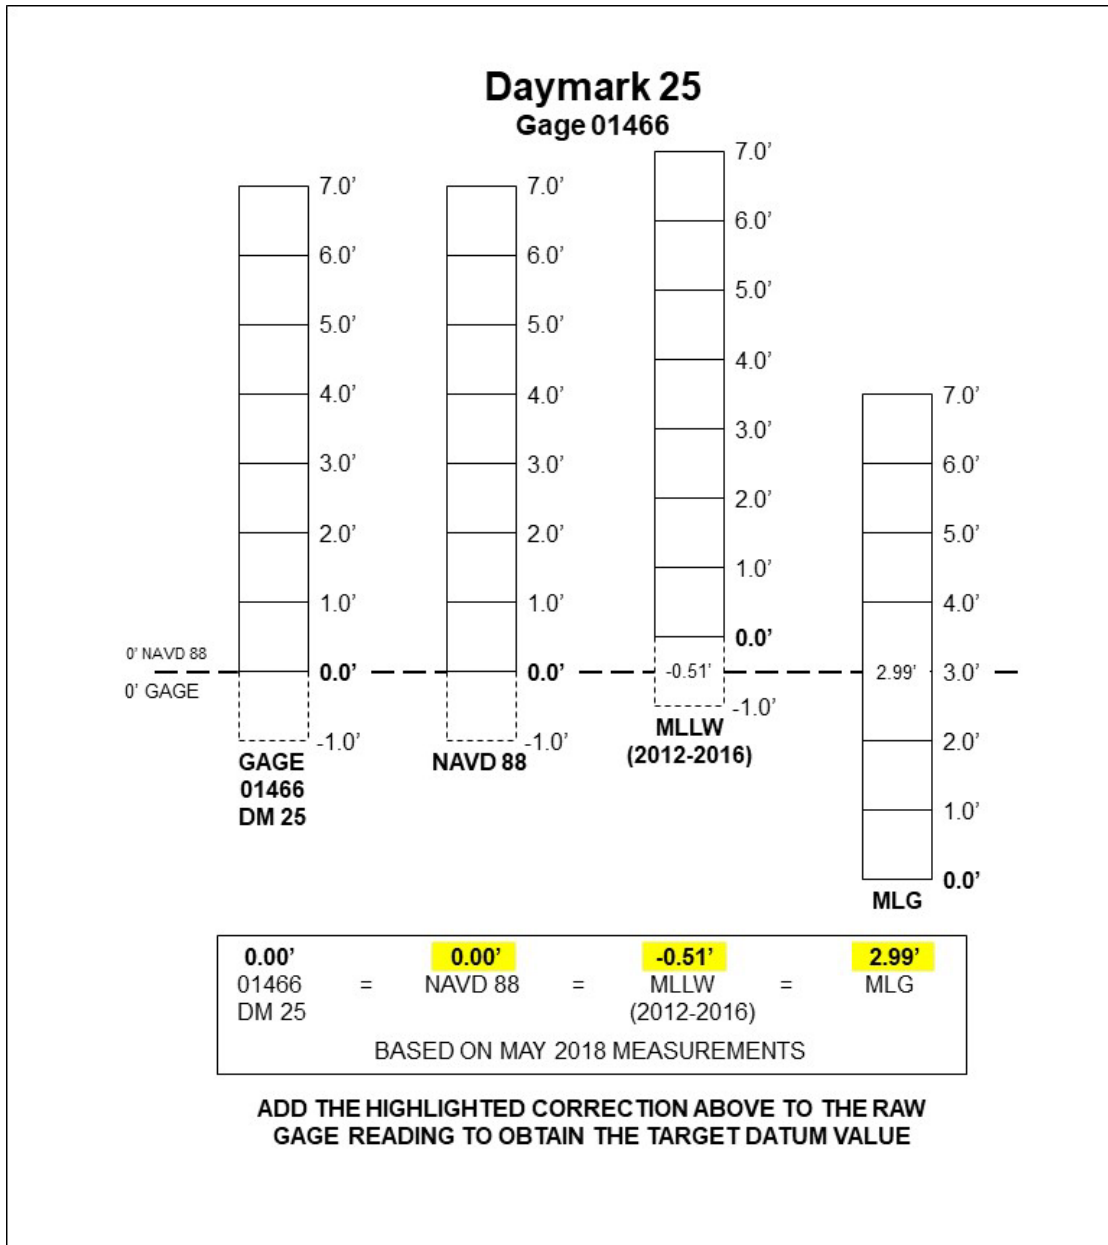 Daymark 25
Gage 01466
7.0’ 7.0’ 7.0’
6.0’ 6.0’ 6.0’
5.0’ 5.0’ 5.0’
4.0’ 4.0’ 4.0’ 7.0’
3.0’ 3.0’ 3.0’ 6.0’
2.0’ 2.0’ 2.0’ 5.0’
1.0’ 1.0’ 1.0’ 4.0’
0.0’
0’ NAVD 88
0.0’ 0.0’ -0.51’ 2.99’ 3.0’
0’ GAGE
-1.0’ -1.0’ -1.0’ 2.0’
GAGE
01466
DM 25
NAVD 88
MLLW
(2012-2016)
1.0’
0.0’
MLG
0.00’ 0.00’ -0.51’ 2.99’
01466 = NAVD 88 = MLLW = MLG
DM 25 (2012-2016)
BASED ON MAY 2018 MEASUREMENTS
ADD THE HIGHLIGHTED CORRECTION ABOVE TO THE RAW
GAGE READING TO OBTAIN THE TARGET DATUM VALUE